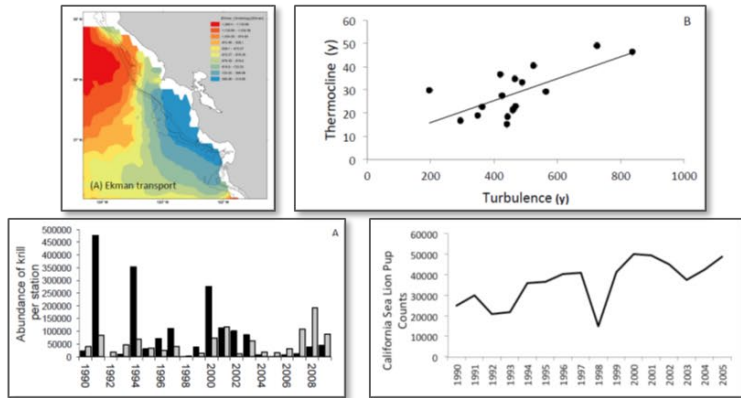 (A) Ekman transport
B
Thermocline (y)
60
50
40
30
20
10
0
0 200 400 600 800 1000
Turbulence (y)
A
Abundance of krill
per station
500000
450000
400000
350000
300000
250000
200000
150000
100000
50000
0
1990 1992 1994 1996 1998 2000 2002 2004 2006 2008
California Sea Lion Pup
Counts
60000
50000
40000
30000
20000
10000
0
1990 1991 1992 1993 1994 1995 1996 1997 1998 1999 2000 2001 2002 2003 2004 2005